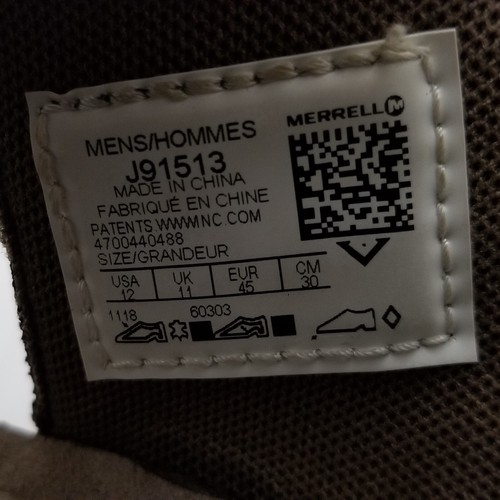 MERRELL M
MENS/HOMMES
J91513
MADE IN CHINA
FABRIQUÉ EN CHINE
PATENTS WWWINC.COM
4700440488
SIZE/GRANDEUR
USA UK EUR CM
12 11 45 30
1118 60303